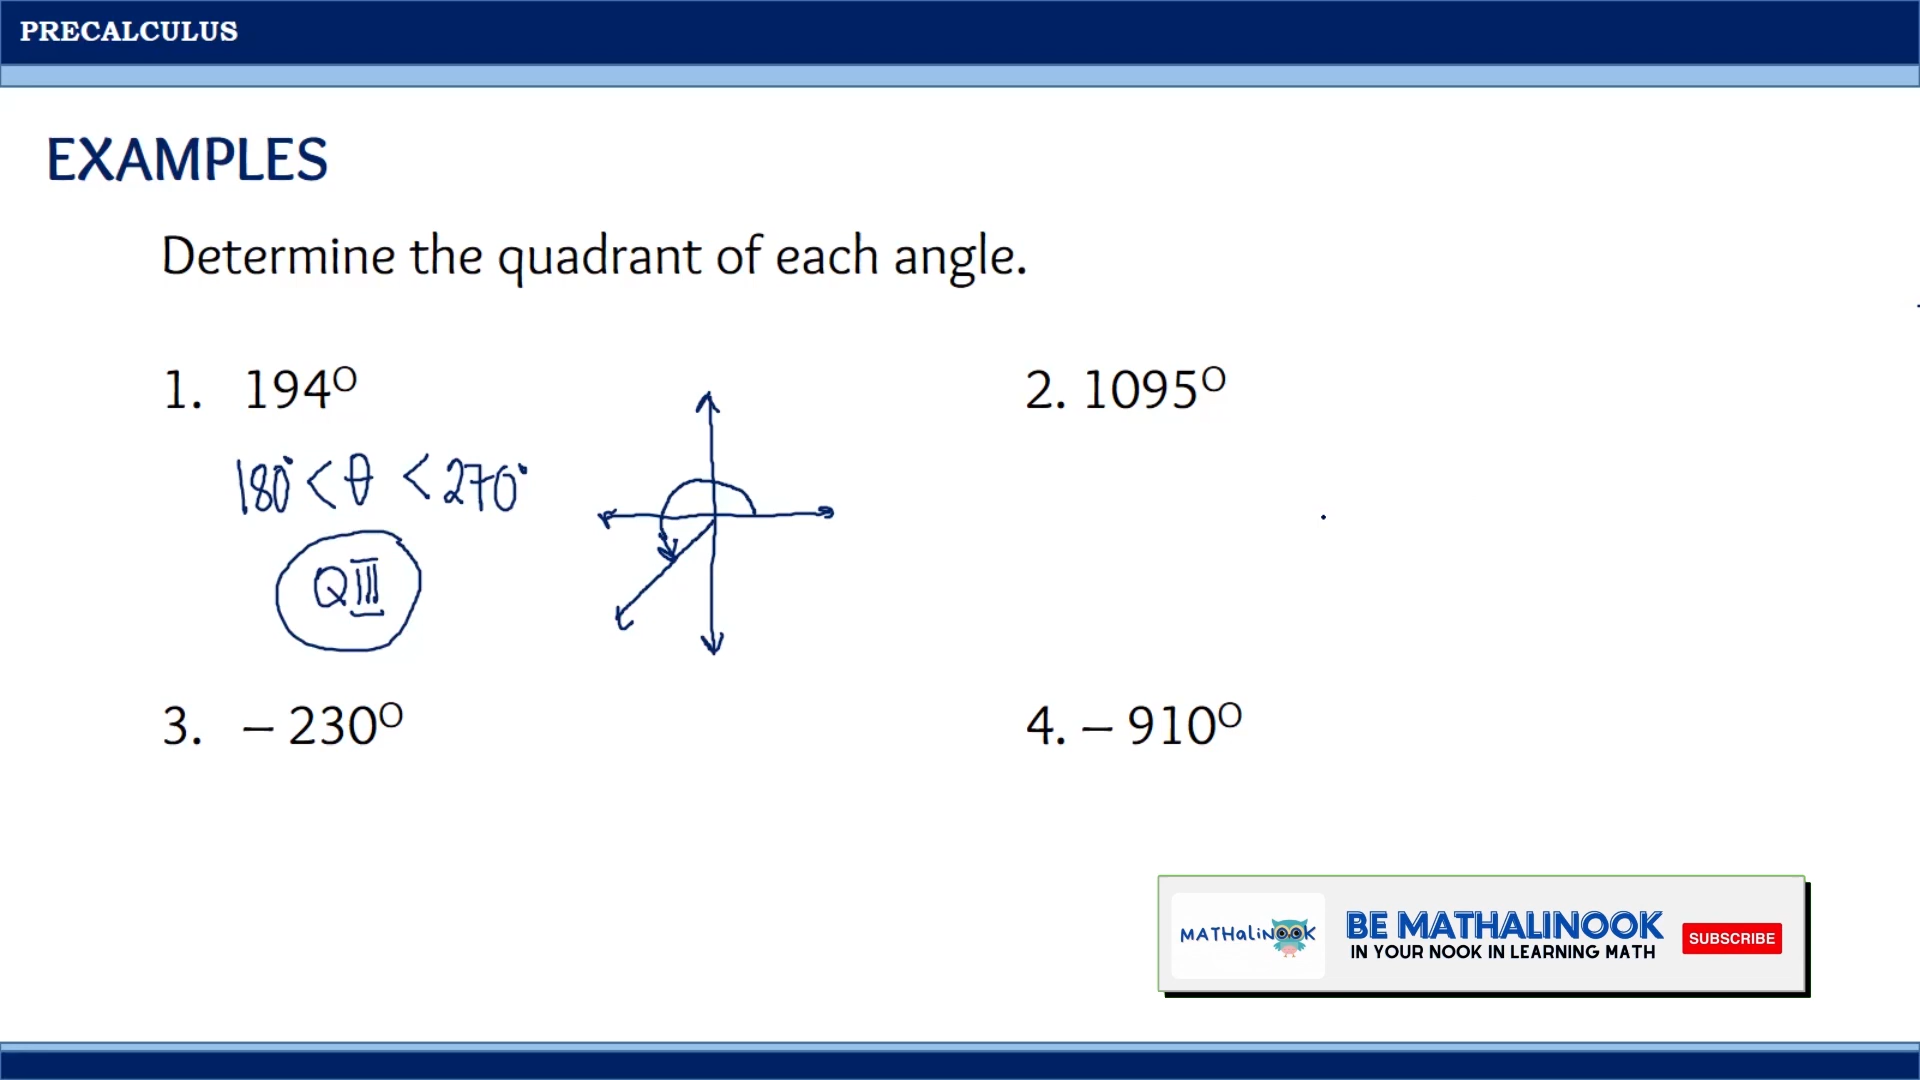 PRECALCULUS
EXAMPLES
Determine the quadrant of each angle.
1. 194°
2. 1095°
180° < θ < 270°
QIII
3. – 230°
4. – 910°
MATHaliNOOK
BE MATHALINOOK
IN YOUR NOOK IN LEARNING MATH
SUBSCRIBE